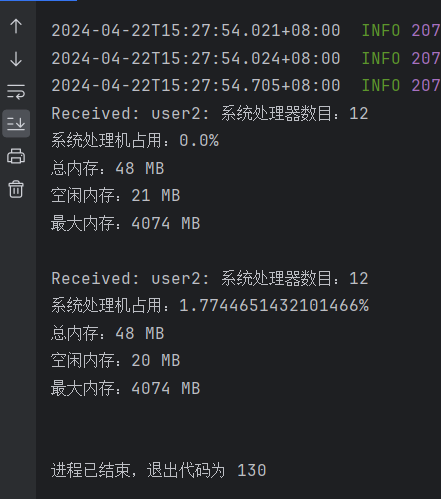 2024-04-22T15:27:54.021+08:00  INFO 207
2024-04-22T15:27:54.024+08:00  INFO 207
2024-04-22T15:27:54.705+08:00  INFO 207
Received: user2: 系统处理器数目：12
系统处理机占用：0.0%
总内存：48 MB
空闲内存：21 MB
最大内存：4074 MB
Received: user2: 系统处理器数目：12
系统处理机占用：1.7744651432101466%
总内存：48 MB
空闲内存：20 MB
最大内存：4074 MB
进程已结束，退出代码为 130